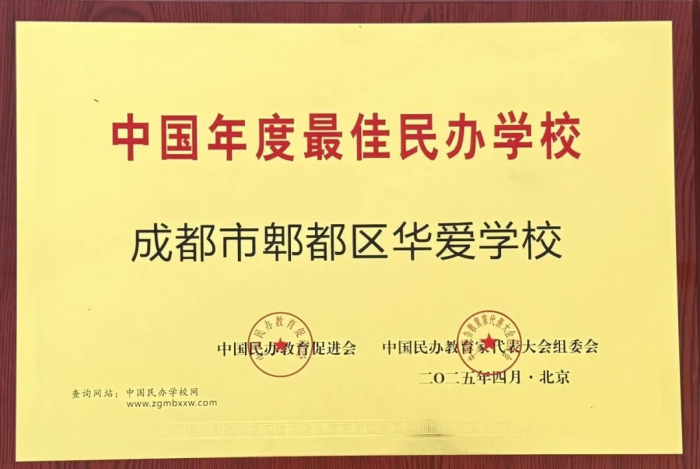 中国年度最佳民办学校
成都市郫都区华爱学校
中国民办教育促进会 中国民办教育家代表大会组委会
二〇二五年四月·北京
查询网站：中国民办学校网
www.zgmbxxw.com